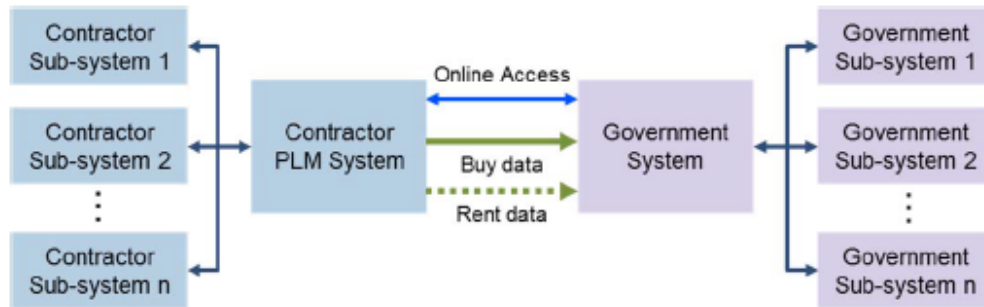 Contractor
Sub-system 1
Contractor
Sub-system 2
Contractor
Sub-system n
Contractor
PLM System
Online Access
Buy data
Rent data
Government
System
Government
Sub-system 1
Government
Sub-system 2
Government
Sub-system n